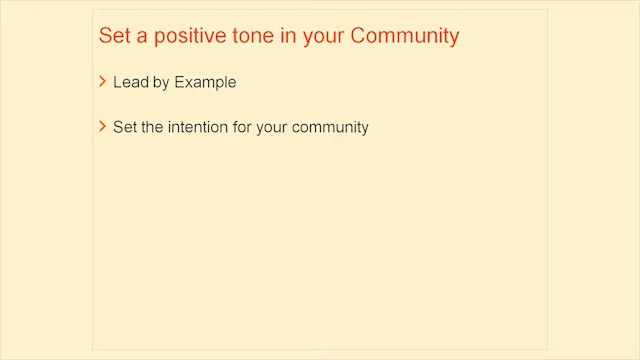 Set a positive tone in your Community
Lead by Example
Set the intention for your community